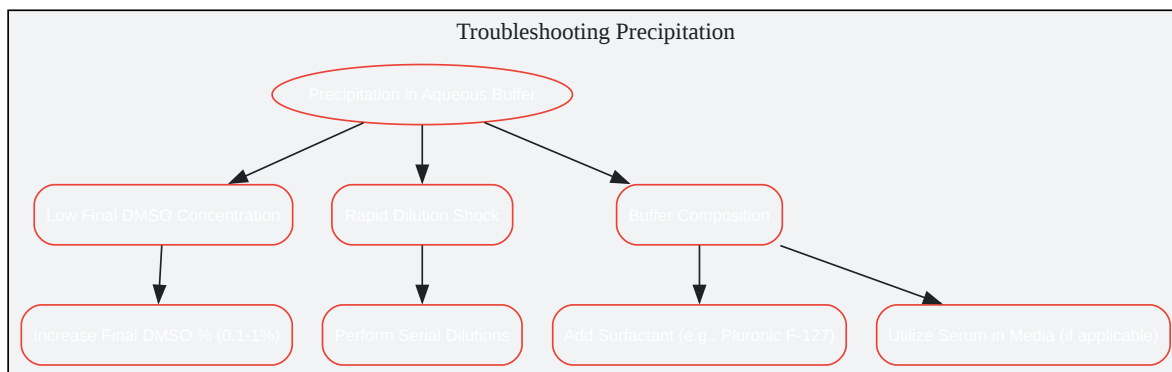 Troubleshooting Precipitation
Precipitation in Aqueous Buffer
Low Final DMSO Concentration
Rapid Dilution Shock
Buffer Composition
Increase Final DMSO % (0.1-1%)
Perform Serial Dilutions
Add Surfactant (e.g., Pluronic F-127)
Utilize Serum in Media (if applicable)